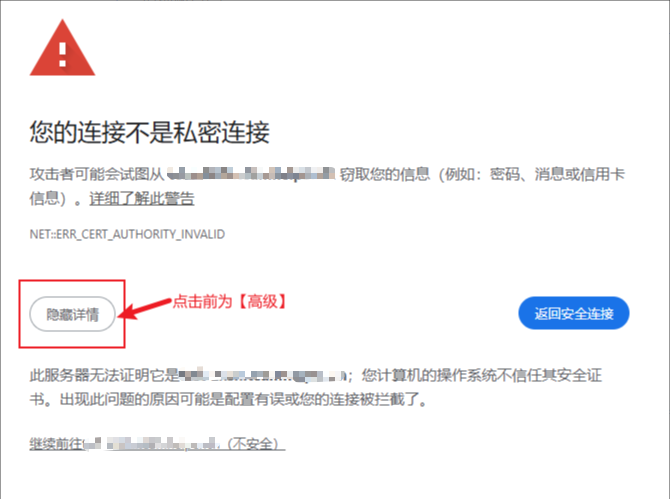 您的连接不是私密连接
攻击者可能会试图从 窃取您的信息（例如：密码、消息或信用卡
信息）。详细了解此警告
NET::ERR_CERT_AUTHORITY_INVALID
点击前为【高级】
隐藏详情
返回安全连接
此服务器无法证明它是 ；您计算机的操作系统不信任其安全证
书。出现此问题的原因可能是配置有误或您的连接被拦截了。
继续前往 （不安全）